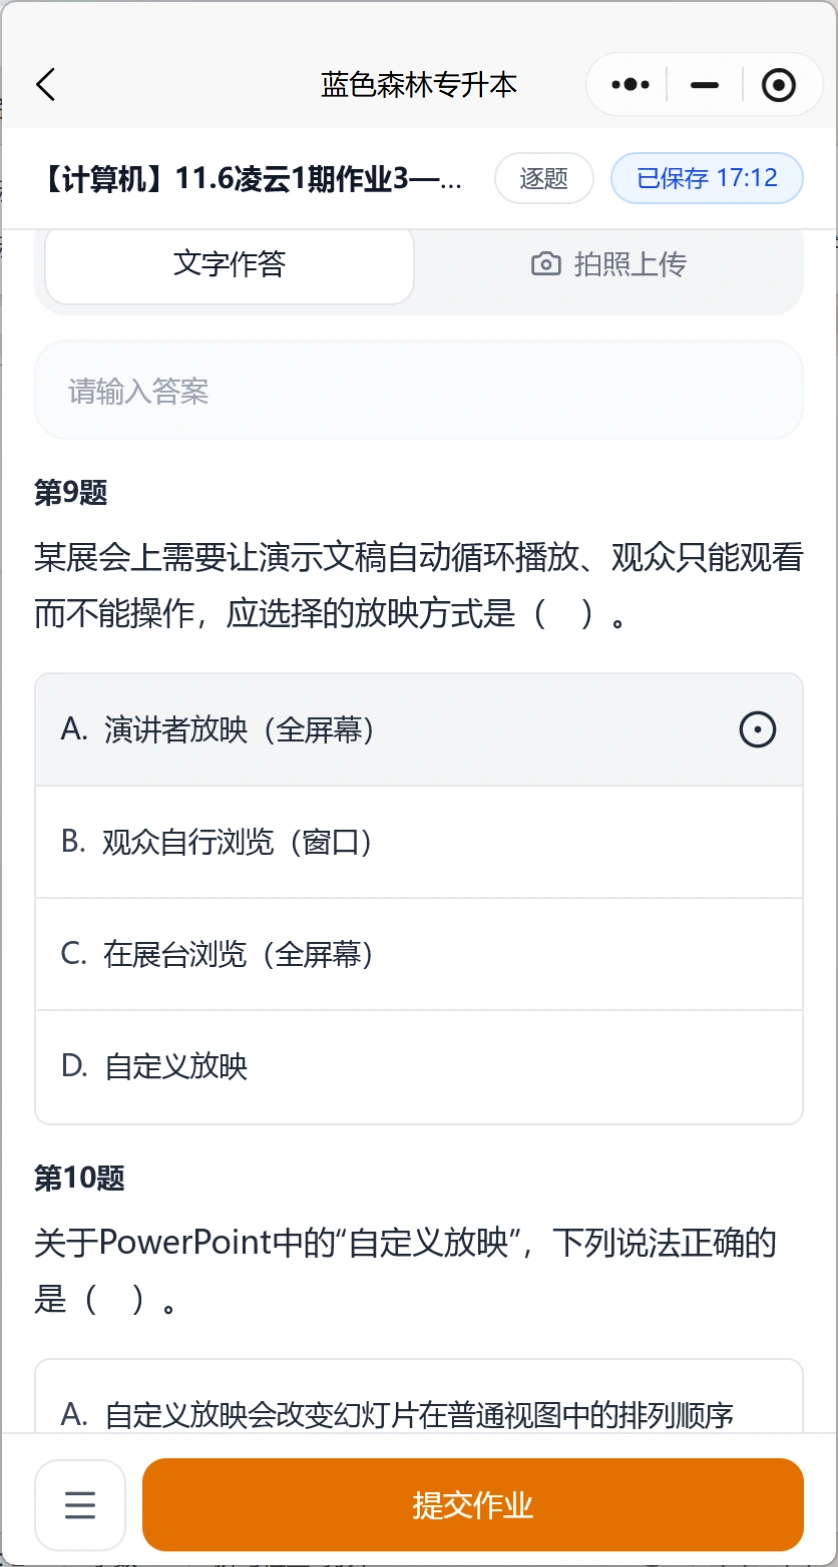 蓝色森林专升本
【计算机】11.6凌云1期作业3—...
逐题
已保存 17:12
文字作答
拍照上传
请输入答案
第9题
某展会上需要让演示文稿自动循环播放、观众只能观看
而不能操作，应选择的放映方式是（　）。
A. 演讲者放映（全屏幕）
B. 观众自行浏览（窗口）
C. 在展台浏览（全屏幕）
D. 自定义放映
第10题
关于PowerPoint中的“自定义放映”，下列说法正确的
是（　）。
A. 自定义放映会改变幻灯片在普通视图中的排列顺序
提交作业